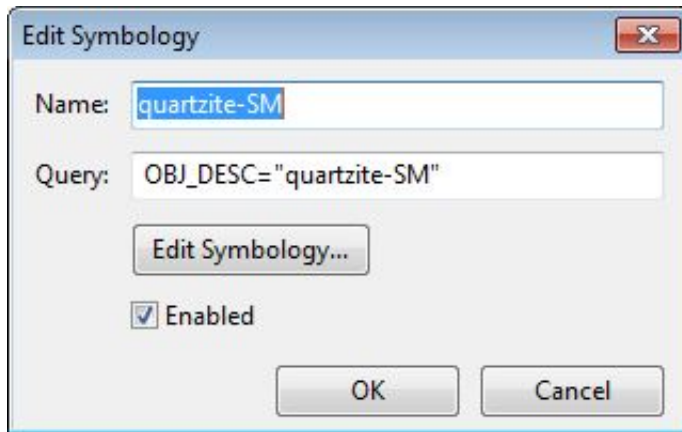 Edit Symbology
Name: quartzite-SM
Query: OBJ_DESC="quartzite-SM"
Edit Symbology...
Enabled
OK Cancel